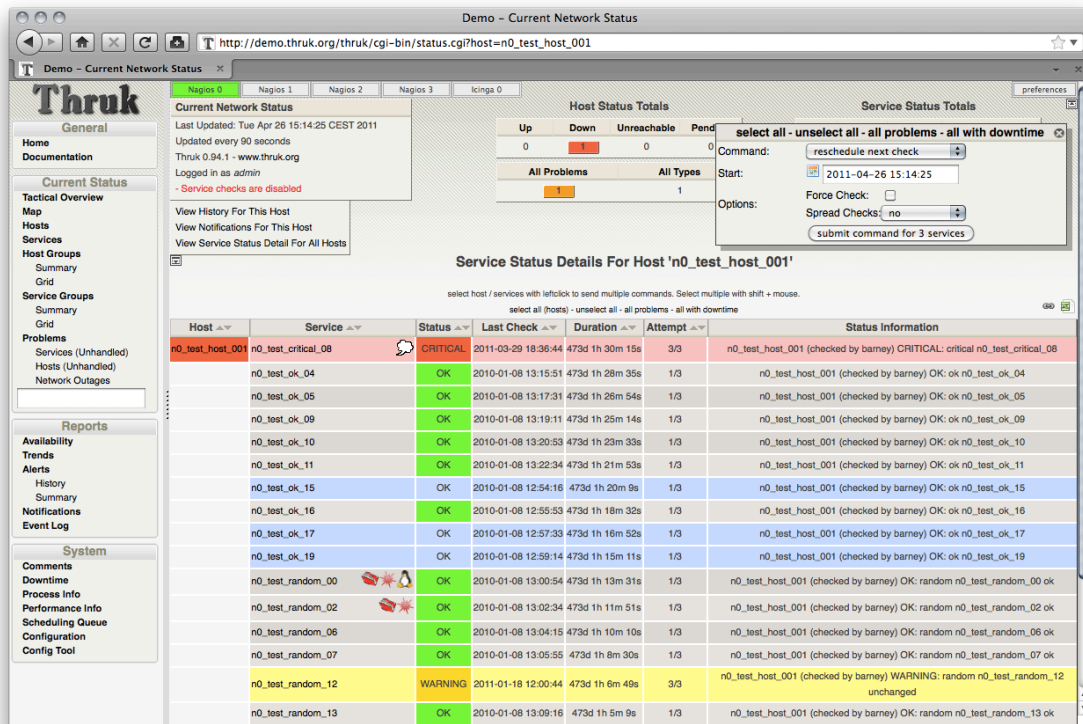 Demo - Current Network Status
http://demo.thruk.org/thruk/cgi-bin/status.cgi?host=n0_test_host_001
T Demo - Current Network Status
Thruk
General
Home
Documentation
Current Status
Tactical Overview
Map
Hosts
Services
Host Groups
Summary
Grid
Service Groups
Summary
Grid
Problems
Services (Unhandled)
Hosts (Unhandled)
Network Outages
Reports
Availability
Trends
Alerts
History
Summary
Notifications
Event Log
System
Comments
Downtime
Process Info
Performance Info
Scheduling Queue
Configuration
Config Tool
Nagios 0 Nagios 1 Nagios 2 Nagios 3 Icinga 0 preferences
Current Network Status
Last Updated: Tue Apr 26 15:14:25 CEST 2011
Updated every 90 seconds
Thruk 0.94.1 - www.thruk.org
Logged in as admin
- Service checks are disabled
View History For This Host
View Notifications For This Host
View Service Status Detail For All Hosts
Host Status Totals
Up Down Unreachable Pend
0 1 0 0
All Problems All Types
1 1
Service Status Totals
select all - unselect all - all problems - all with downtime
Command: reschedule next check
Start: 2011-04-26 15:14:25
Options: Force Check:
Spread Checks: no
submit command for 3 services
Service Status Details For Host 'n0_test_host_001'
select host / services with leftclick to send multiple commands. Select multiple with shift + mouse.
select all (hosts) - unselect all - all problems - all with downtime
Host Service Status Last Check Duration Attempt Status Information
n0_test_host_001 n0_test_critical_08 CRITICAL 2011-03-29 18:36:44 473d 1h 30m 15s 3/3 n0_test_host_001 (checked by barney) CRITICAL: critical n0_test_critical_08
n0_test_ok_04 OK 2010-01-08 13:15:51 473d 1h 28m 35s 1/3 n0_test_host_001 (checked by barney) OK: ok n0_test_ok_04
n0_test_ok_05 OK 2010-01-08 13:17:31 473d 1h 26m 54s 1/3 n0_test_host_001 (checked by barney) OK: ok n0_test_ok_05
n0_test_ok_09 OK 2010-01-08 13:19:11 473d 1h 25m 14s 1/3 n0_test_host_001 (checked by barney) OK: ok n0_test_ok_09
n0_test_ok_10 OK 2010-01-08 13:20:53 473d 1h 23m 33s 1/3 n0_test_host_001 (checked by barney) OK: ok n0_test_ok_10
n0_test_ok_11 OK 2010-01-08 13:22:34 473d 1h 21m 53s 1/3 n0_test_host_001 (checked by barney) OK: ok n0_test_ok_11
n0_test_ok_15 OK 2010-01-08 12:54:16 473d 1h 20m 9s 1/3 n0_test_host_001 (checked by barney) OK: ok n0_test_ok_15
n0_test_ok_16 OK 2010-01-08 12:55:53 473d 1h 18m 32s 1/3 n0_test_host_001 (checked by barney) OK: ok n0_test_ok_16
n0_test_ok_17 OK 2010-01-08 12:57:33 473d 1h 16m 52s 1/3 n0_test_host_001 (checked by barney) OK: ok n0_test_ok_17
n0_test_ok_19 OK 2010-01-08 12:59:14 473d 1h 15m 11s 1/3 n0_test_host_001 (checked by barney) OK: ok n0_test_ok_19
n0_test_random_00 OK 2010-01-08 13:00:54 473d 1h 13m 31s 1/3 n0_test_host_001 (checked by barney) OK: random n0_test_random_00 ok
n0_test_random_02 OK 2010-01-08 13:02:34 473d 1h 11m 51s 1/3 n0_test_host_001 (checked by barney) OK: random n0_test_random_02 ok
n0_test_random_06 OK 2010-01-08 13:04:15 473d 1h 10m 10s 1/3 n0_test_host_001 (checked by barney) OK: random n0_test_random_06 ok
n0_test_random_07 OK 2010-01-08 13:05:55 473d 1h 8m 30s 1/3 n0_test_host_001 (checked by barney) OK: random n0_test_random_07 ok
n0_test_random_12 WARNING 2011-01-18 12:00:44 473d 1h 6m 49s 3/3 n0_test_host_001 (checked by barney) WARNING: random n0_test_random_12
unchanged
n0_test_random_13 OK 2010-01-08 13:09:16 473d 1h 5m 9s 1/3 n0_test_host_001 (checked by barney) OK: random n0_test_random_13 ok